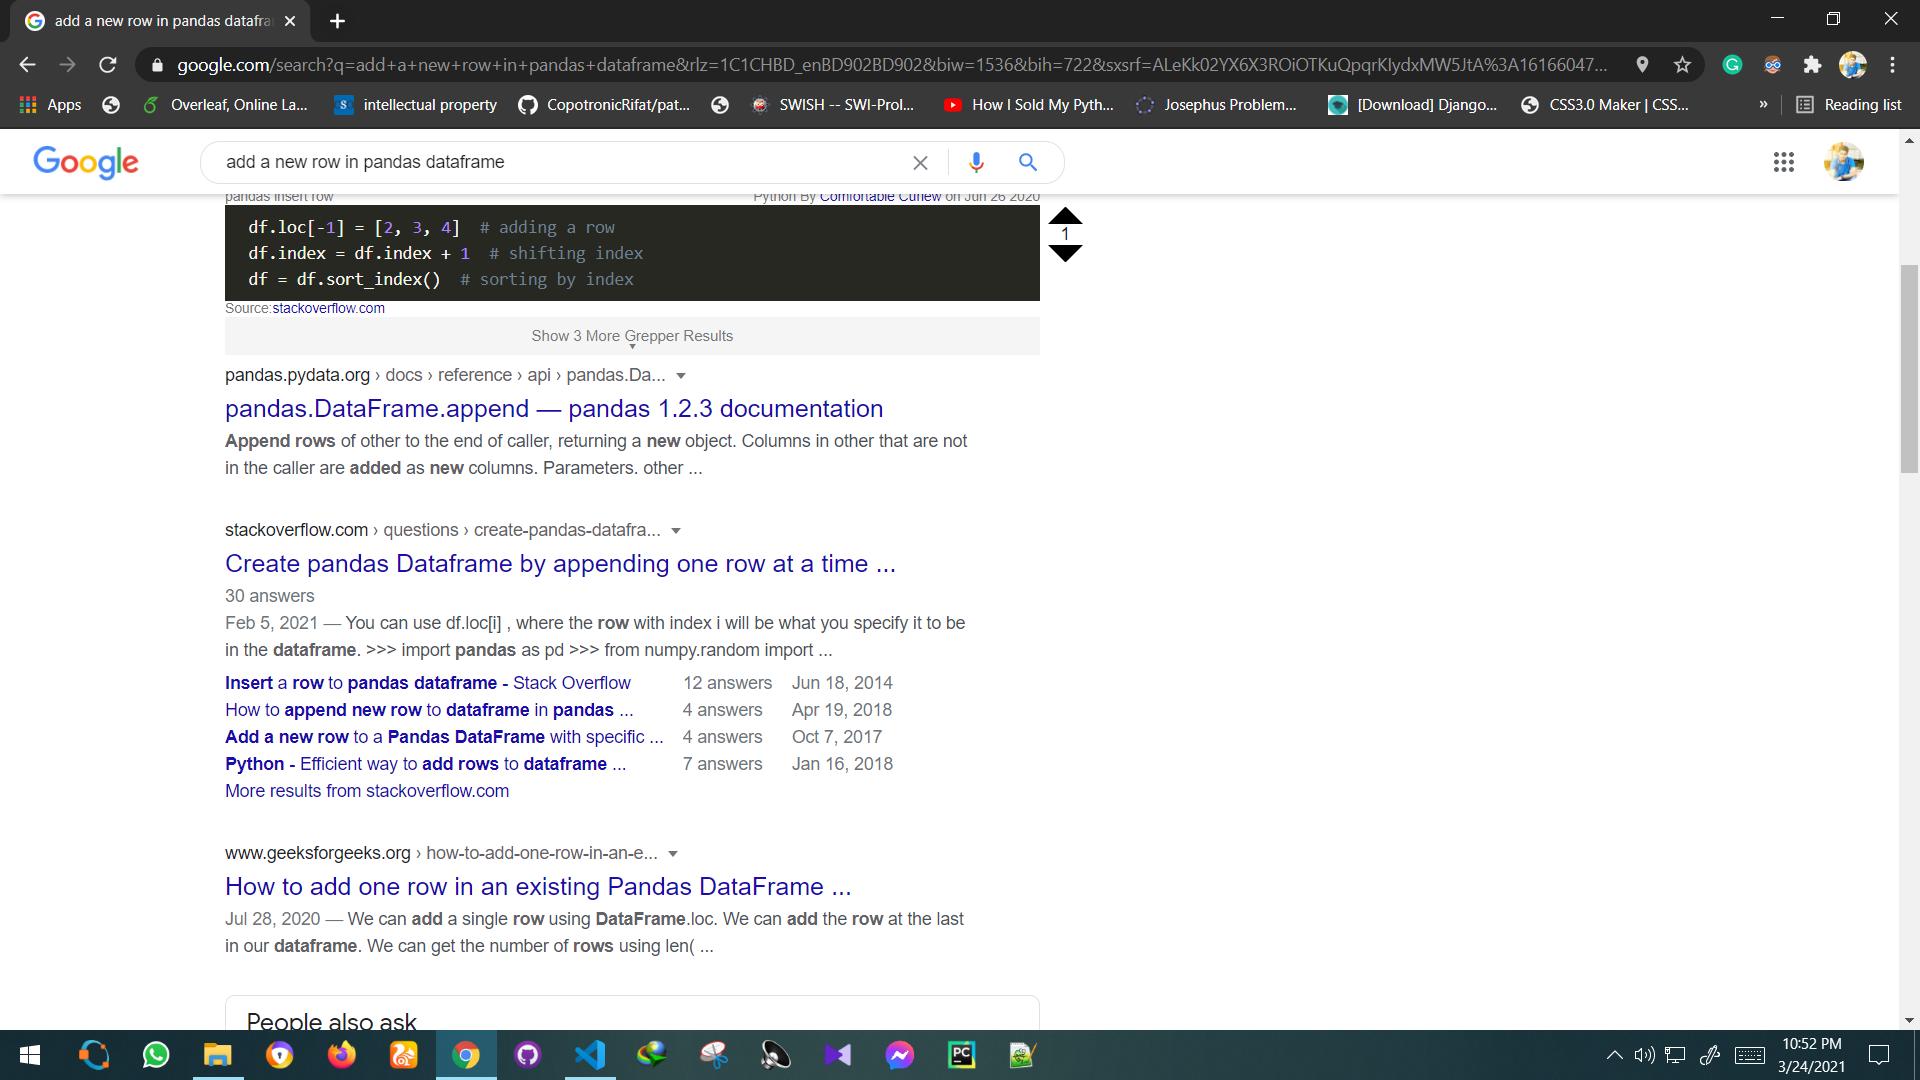 add a new row in pandas datafra
google.com/search?q=add+a+new+row+in+pandas+dataframe&rlz=1C1CHBD_enBD902BD902&biw=1536&bih=722&sxsrf=ALeKk02YX6X3ROiOTKuQpqrKIydxMW5JtA%3A16166047...
Apps
Overleaf, Online La...
intellectual property
CopotronicRifat/pat...
SWISH -- SWI-Prol...
How I Sold My Pyth...
Josephus Problem...
[Download] Django...
CSS3.0 Maker | CSS...
»
Reading list
Google
add a new row in pandas dataframe
pandas insert row
Python By Comfortable Curlew on Jun 26 2020
df.loc[-1] = [2, 3, 4]  # adding a row
df.index = df.index + 1  # shifting index
df = df.sort_index()  # sorting by index
1
Source:stackoverflow.com
Show 3 More Grepper Results
pandas.pydata.org › docs › reference › api › pandas.Da...
pandas.DataFrame.append — pandas 1.2.3 documentation
Append rows of other to the end of caller, returning a new object. Columns in other that are not
in the caller are added as new columns. Parameters. other ...
stackoverflow.com › questions › create-pandas-datafra...
Create pandas Dataframe by appending one row at a time ...
30 answers
Feb 5, 2021 — You can use df.loc[i] , where the row with index i will be what you specify it to be
in the dataframe. >>> import pandas as pd >>> from numpy.random import ...
Insert a row to pandas dataframe - Stack Overflow 12 answers Jun 18, 2014
How to append new row to dataframe in pandas ... 4 answers Apr 19, 2018
Add a new row to a Pandas DataFrame with specific ... 4 answers Oct 7, 2017
Python - Efficient way to add rows to dataframe ... 7 answers Jan 16, 2018
More results from stackoverflow.com
www.geeksforgeeks.org › how-to-add-one-row-in-an-e...
How to add one row in an existing Pandas DataFrame ...
Jul 28, 2020 — We can add a single row using DataFrame.loc. We can add the row at the last
in our dataframe. We can get the number of rows using len( ...
People also ask
10:52 PM
3/24/2021